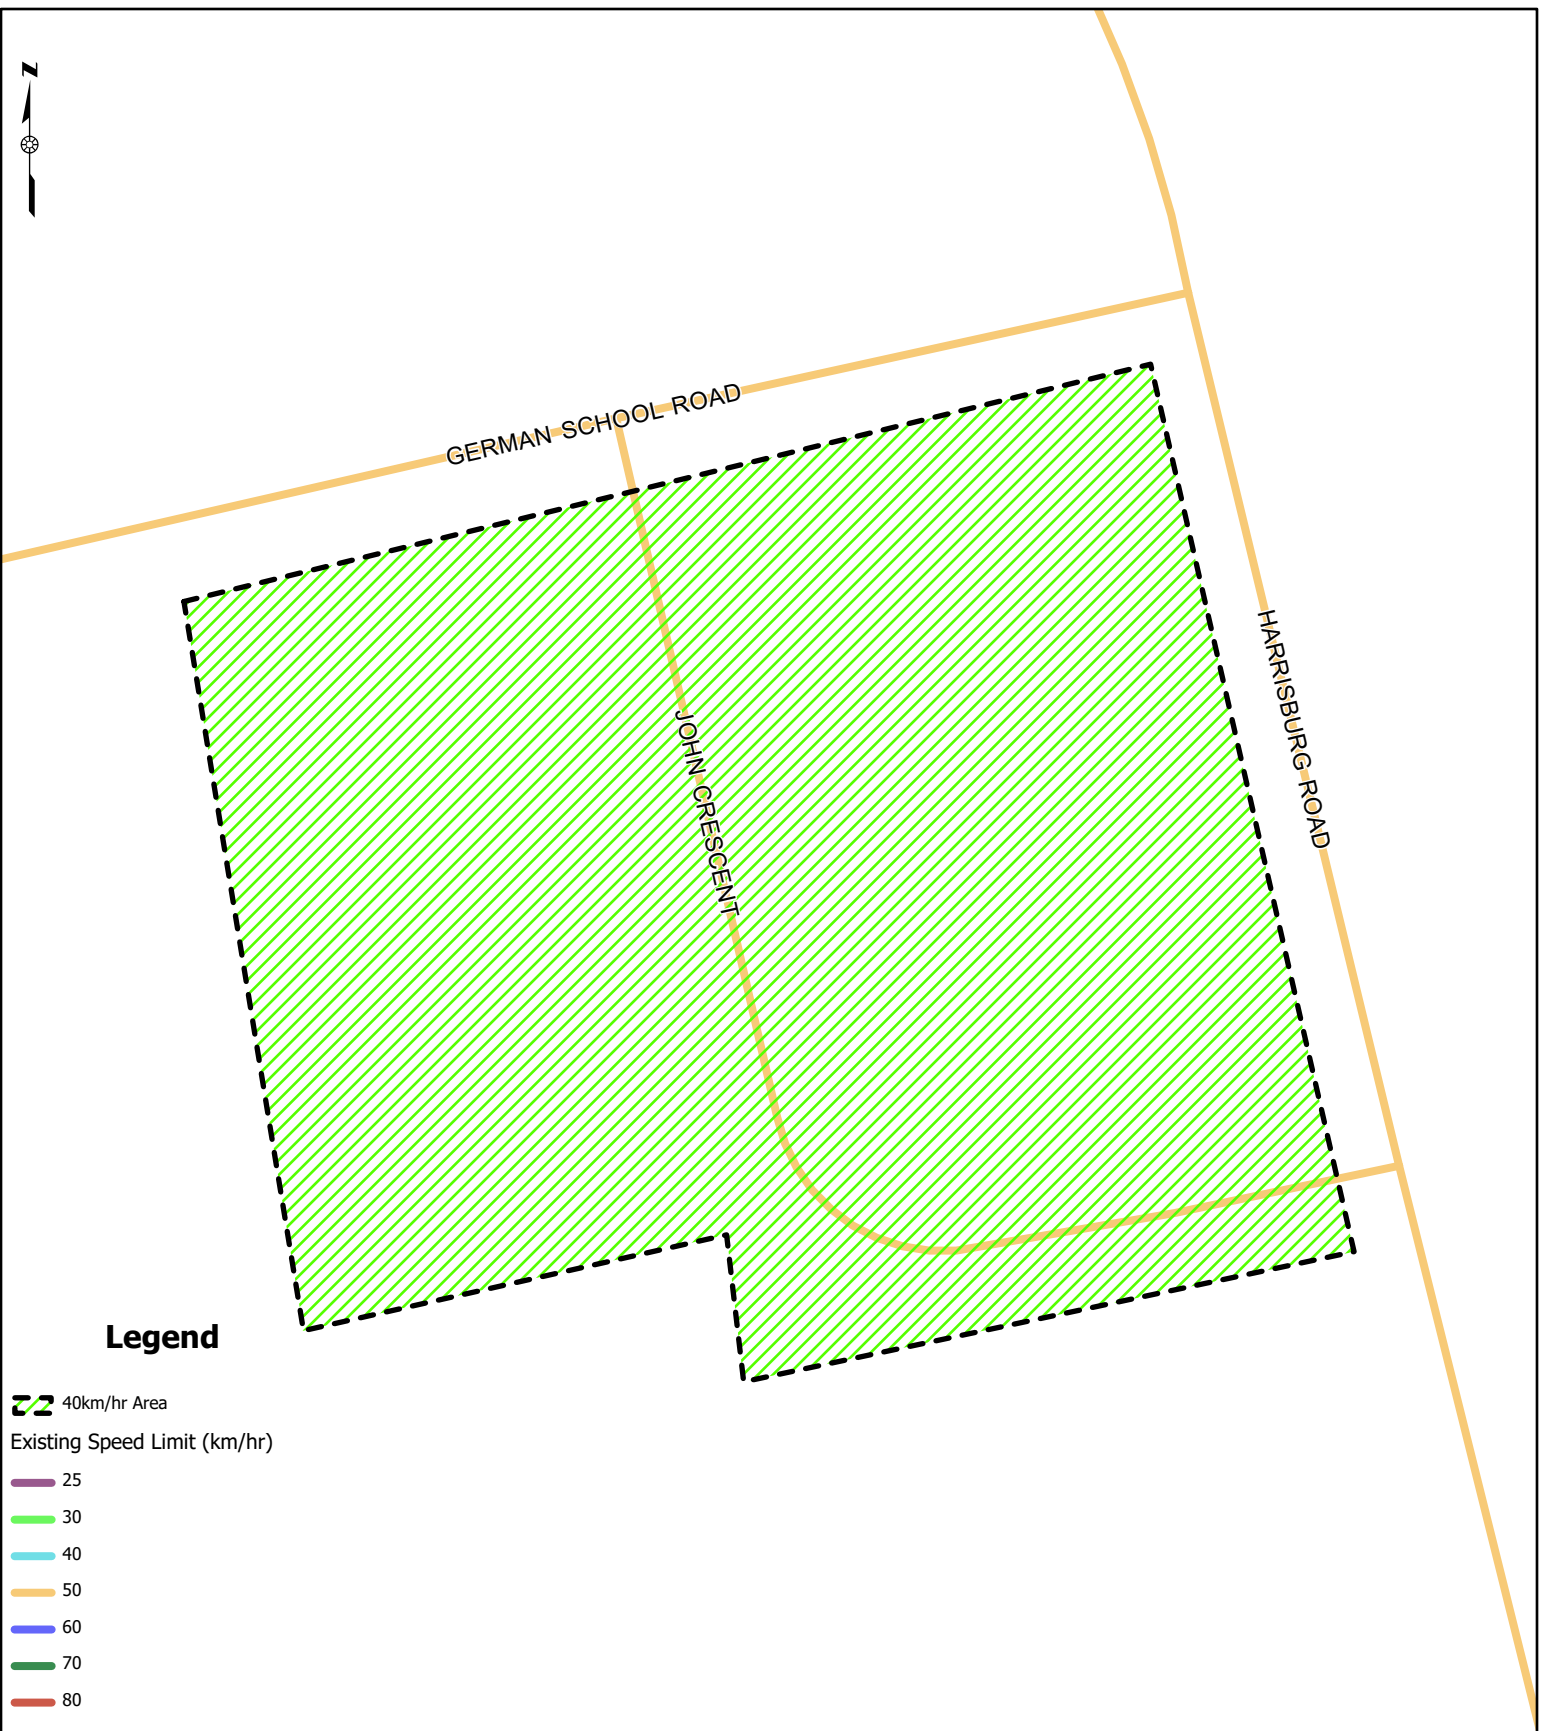 N
GERMAN SCHOOL ROAD
HARRISBURG ROAD
JOHN CRESCENT
Legend
40km/hr Area
Existing Speed Limit (km/hr)
25
30
40
50
60
70
80